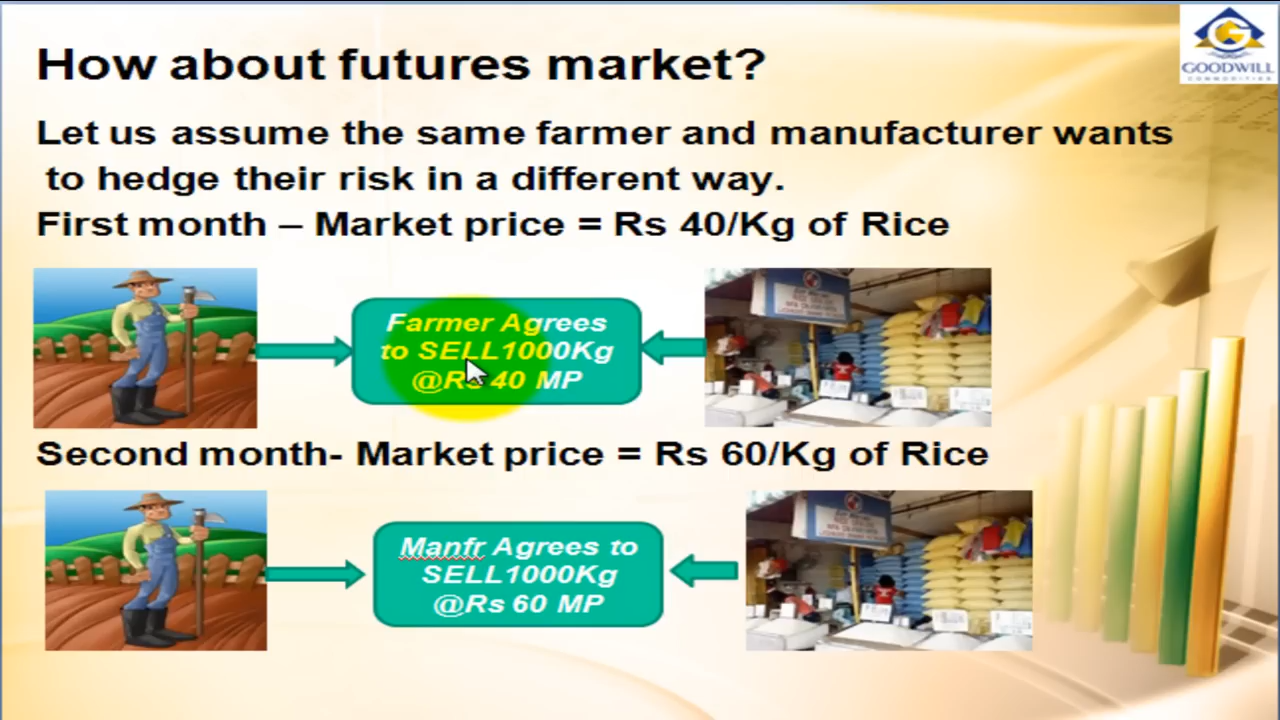 How about futures market?
GOODWILL
COMMODITIES
Let us assume the same farmer and manufacturer wants
to hedge their risk in a different way.
First month – Market price = Rs 40/Kg of Rice
Farmer Agrees
to SELL1000Kg
@Rs 40 MP
Second month- Market price = Rs 60/Kg of Rice
Manfr Agrees to
SELL1000Kg
@Rs 60 MP